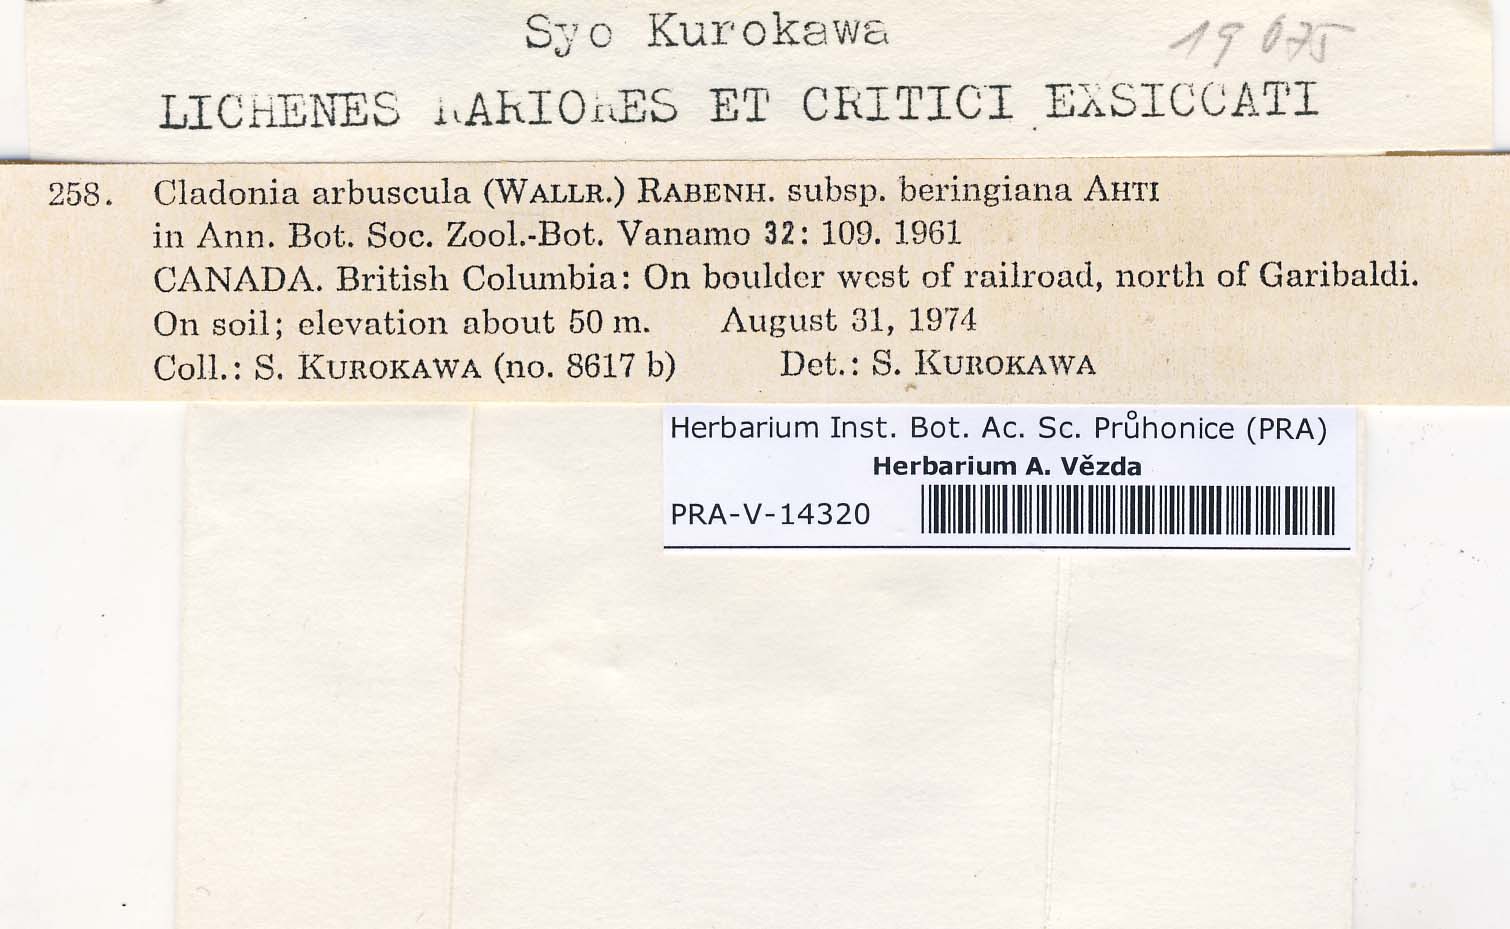 Syo Kurokawa
19 675
LICHENES RARIORES ET CRITICI EXSICCATI
258. Cladonia arbuscula (WALLR.) RABENH. subsp. beringiana AHTI
in Ann. Bot. Soc. Zool.-Bot. Vanamo 32: 109. 1961
CANADA. British Columbia: On boulder west of railroad, north of Garibaldi.
On soil; elevation about 50 m. August 31, 1974
Coll.: S. KUROKAWA (no. 8617 b) Det.: S. KUROKAWA
Herbarium Inst. Bot. Ac. Sc. Průhonice (PRA)
Herbarium A. Vězda
PRA-V-14320